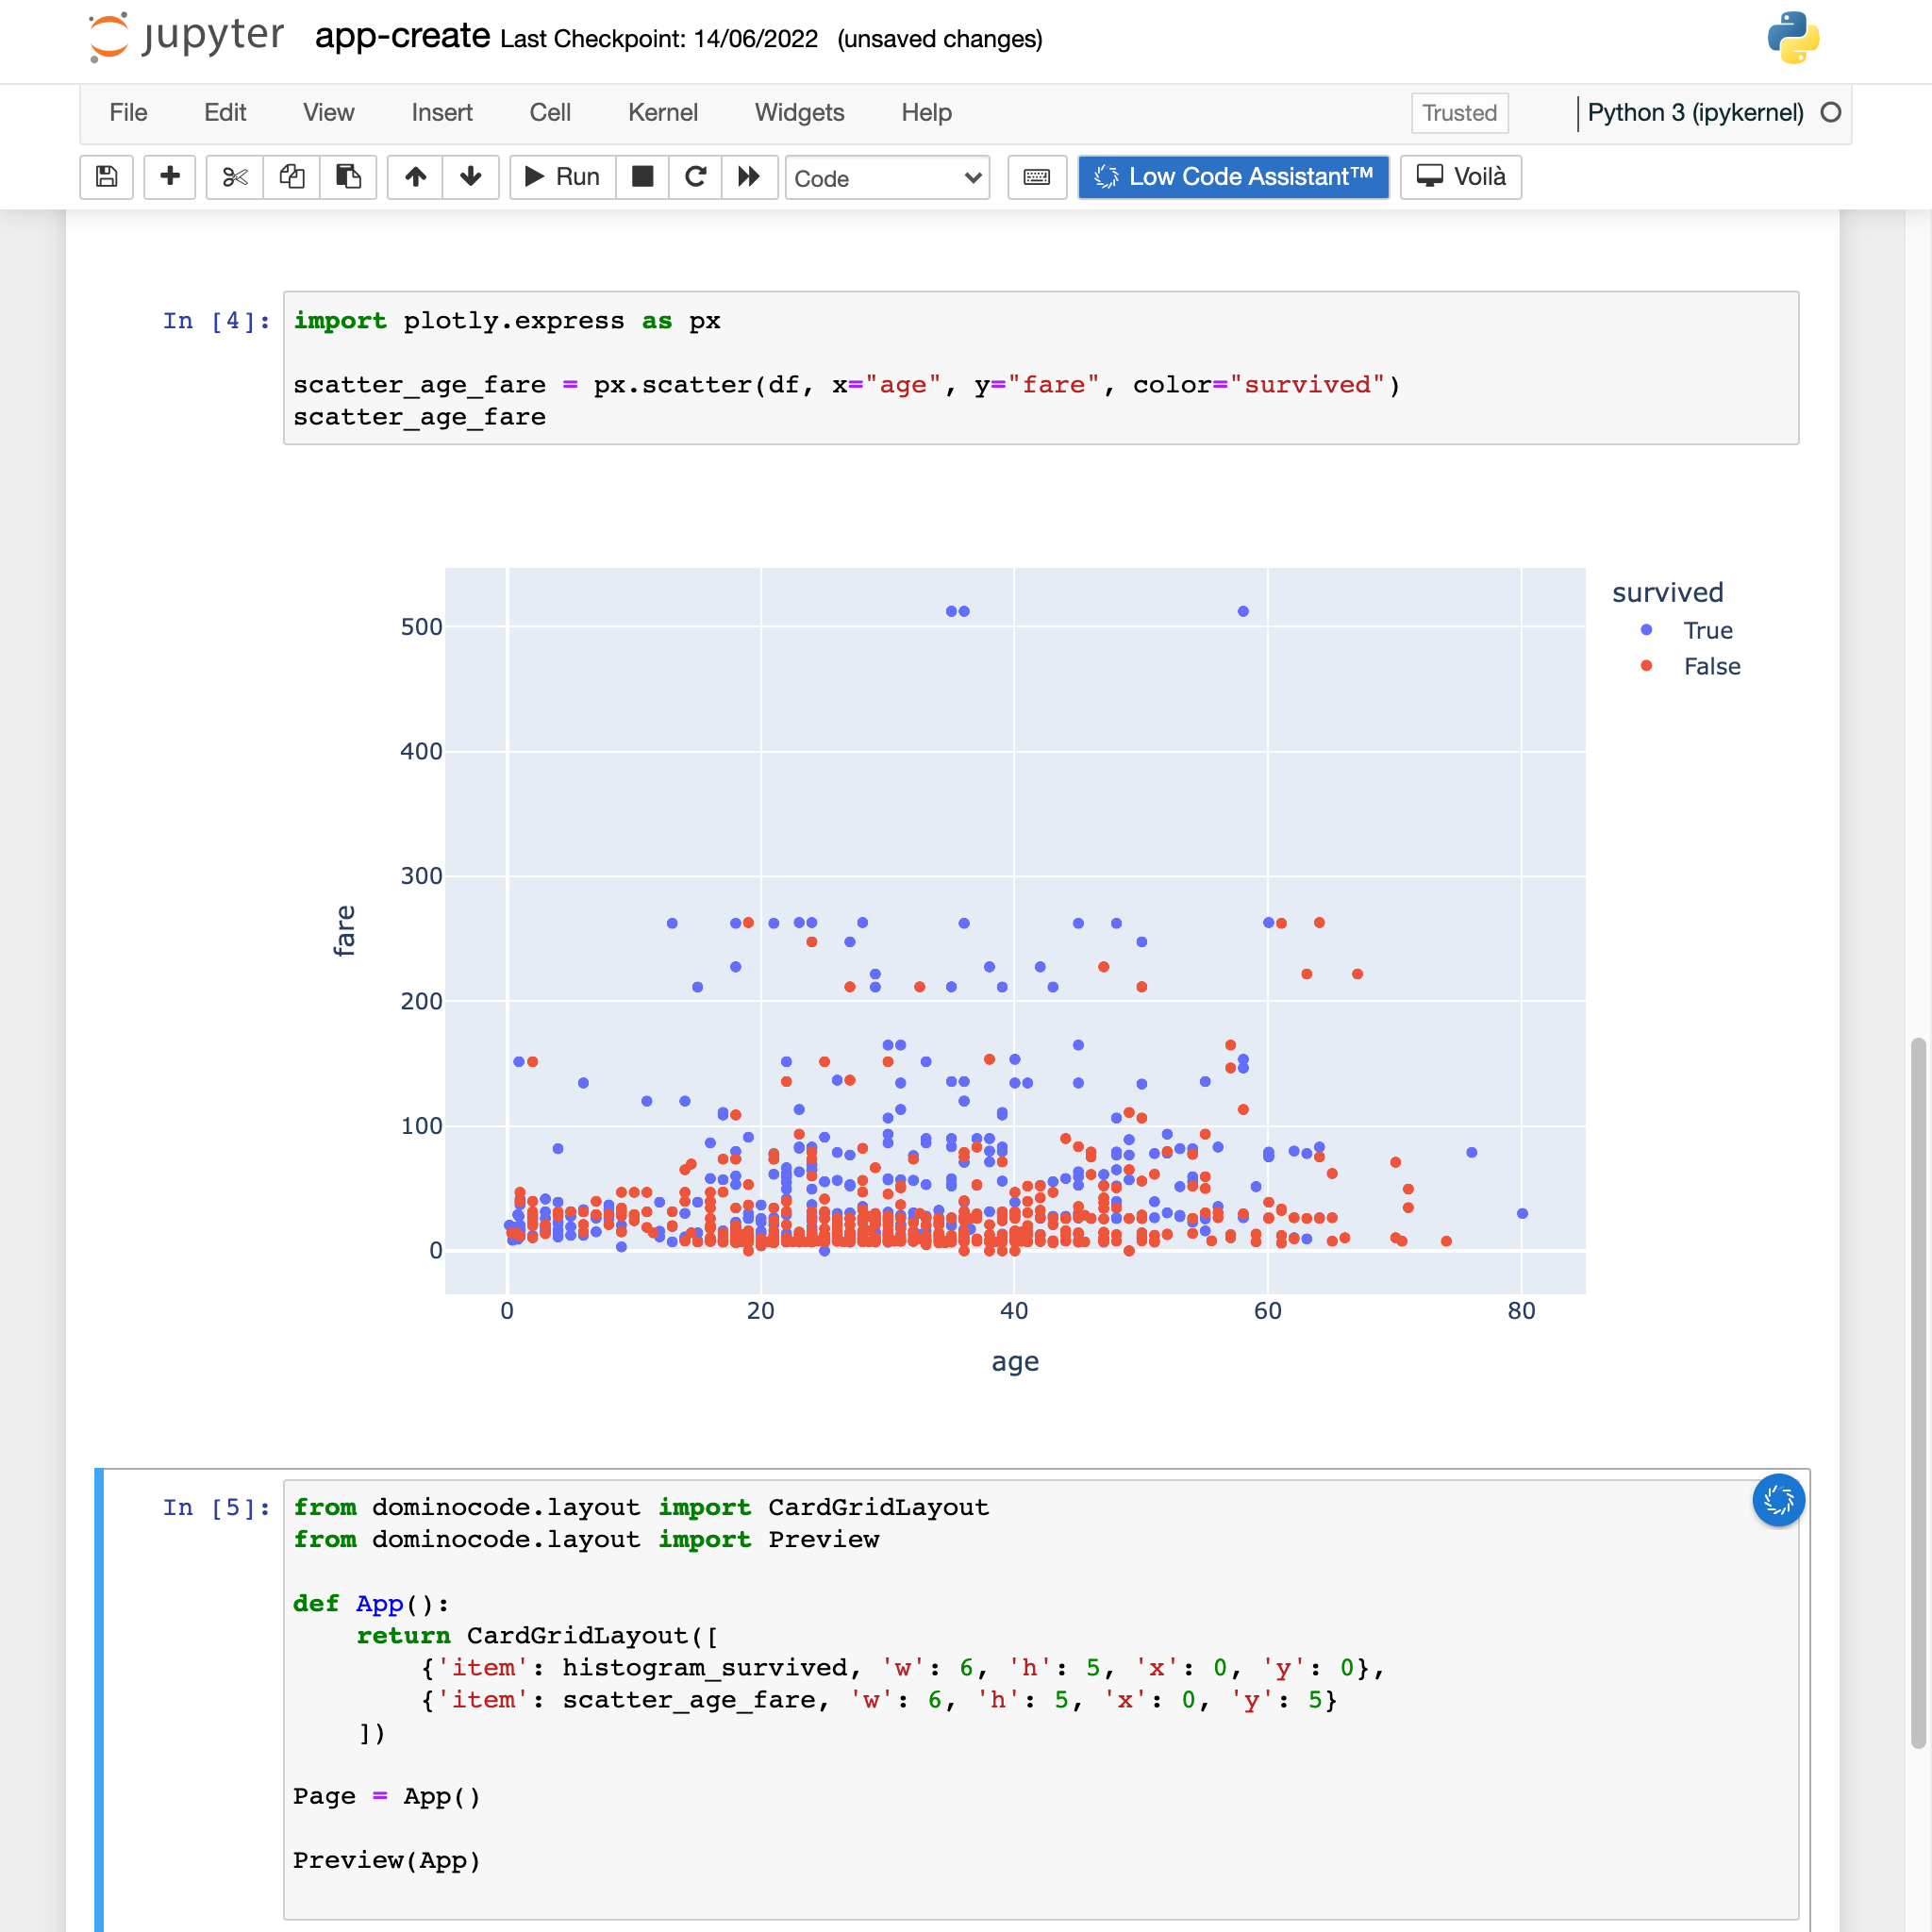 jupyter app-create Last Checkpoint: 14/06/2022 (unsaved changes)
File Edit View Insert Cell Kernel Widgets Help Trusted Python 3 (ipykernel)
Run Code Low Code Assistant™ Voilà
In [4]: import plotly.express as px
scatter_age_fare = px.scatter(df, x="age", y="fare", color="survived")
scatter_age_fare
survived
True
False
500
400
300
200
100
0
fare
0 20 40 60 80
age
In [5]: from dominocode.layout import CardGridLayout
from dominocode.layout import Preview
def App():
return CardGridLayout([
{'item': histogram_survived, 'w': 6, 'h': 5, 'x': 0, 'y': 0},
{'item': scatter_age_fare, 'w': 6, 'h': 5, 'x': 0, 'y': 5}
])
Page = App()
Preview(App)